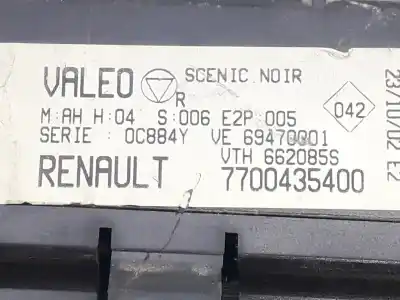 VALEO R SCENIC NOIR
042
M:AH H:04 S:006 E2P:005
SERIE : 0C884Y VE 69470001
VTH 662085S
RENAULT 7700435400
23/10/02 E2